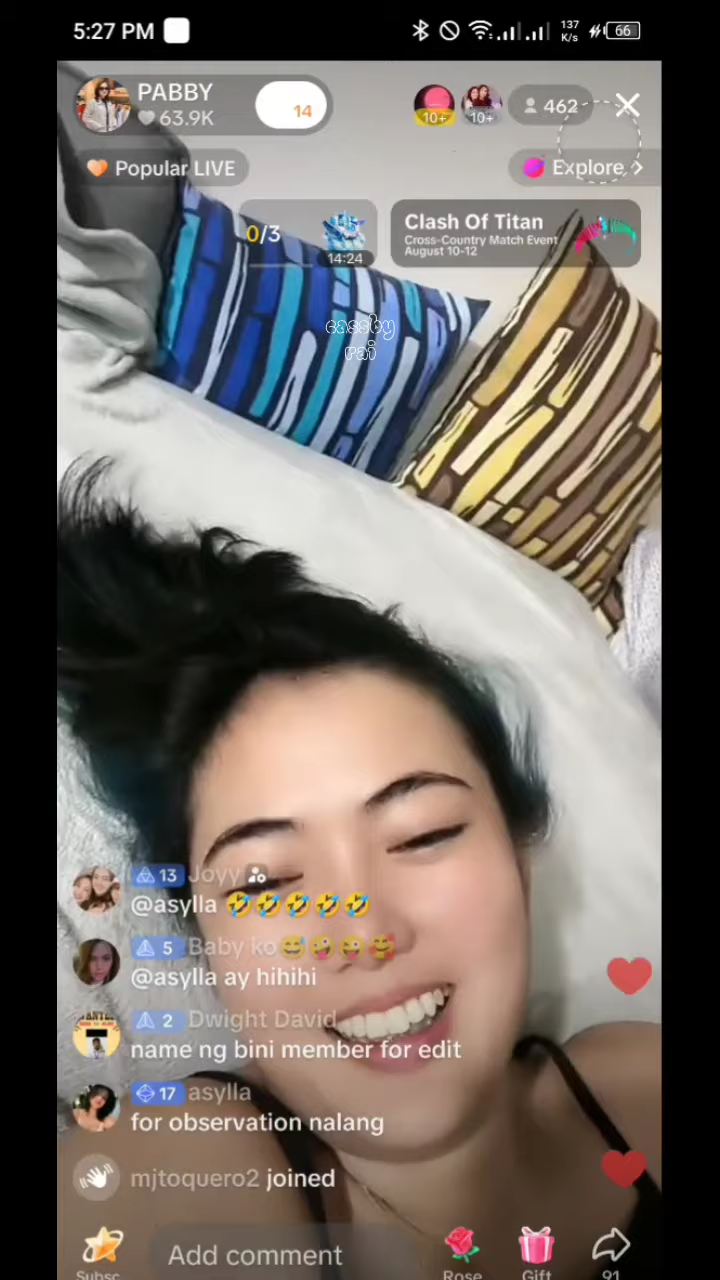 5:27 PM
137
K/s
66
PABBY
63.9K
14
10+
10+
462
Popular LIVE
Explore
0/3
14:24
Clash Of Titan
Cross-Country Match Event
August 10-12
cassby
rai
13 Joyy
@asylla 🤣🤣🤣🤣🤣
5 Baby ko😅🤪😜🥰
@asylla ay hihihi
2 Dwight David
name ng bini member for edit
17 asylla
for observation nalang
mjtoquero2 joined
Add comment
Subsc
Rose
Gift
91